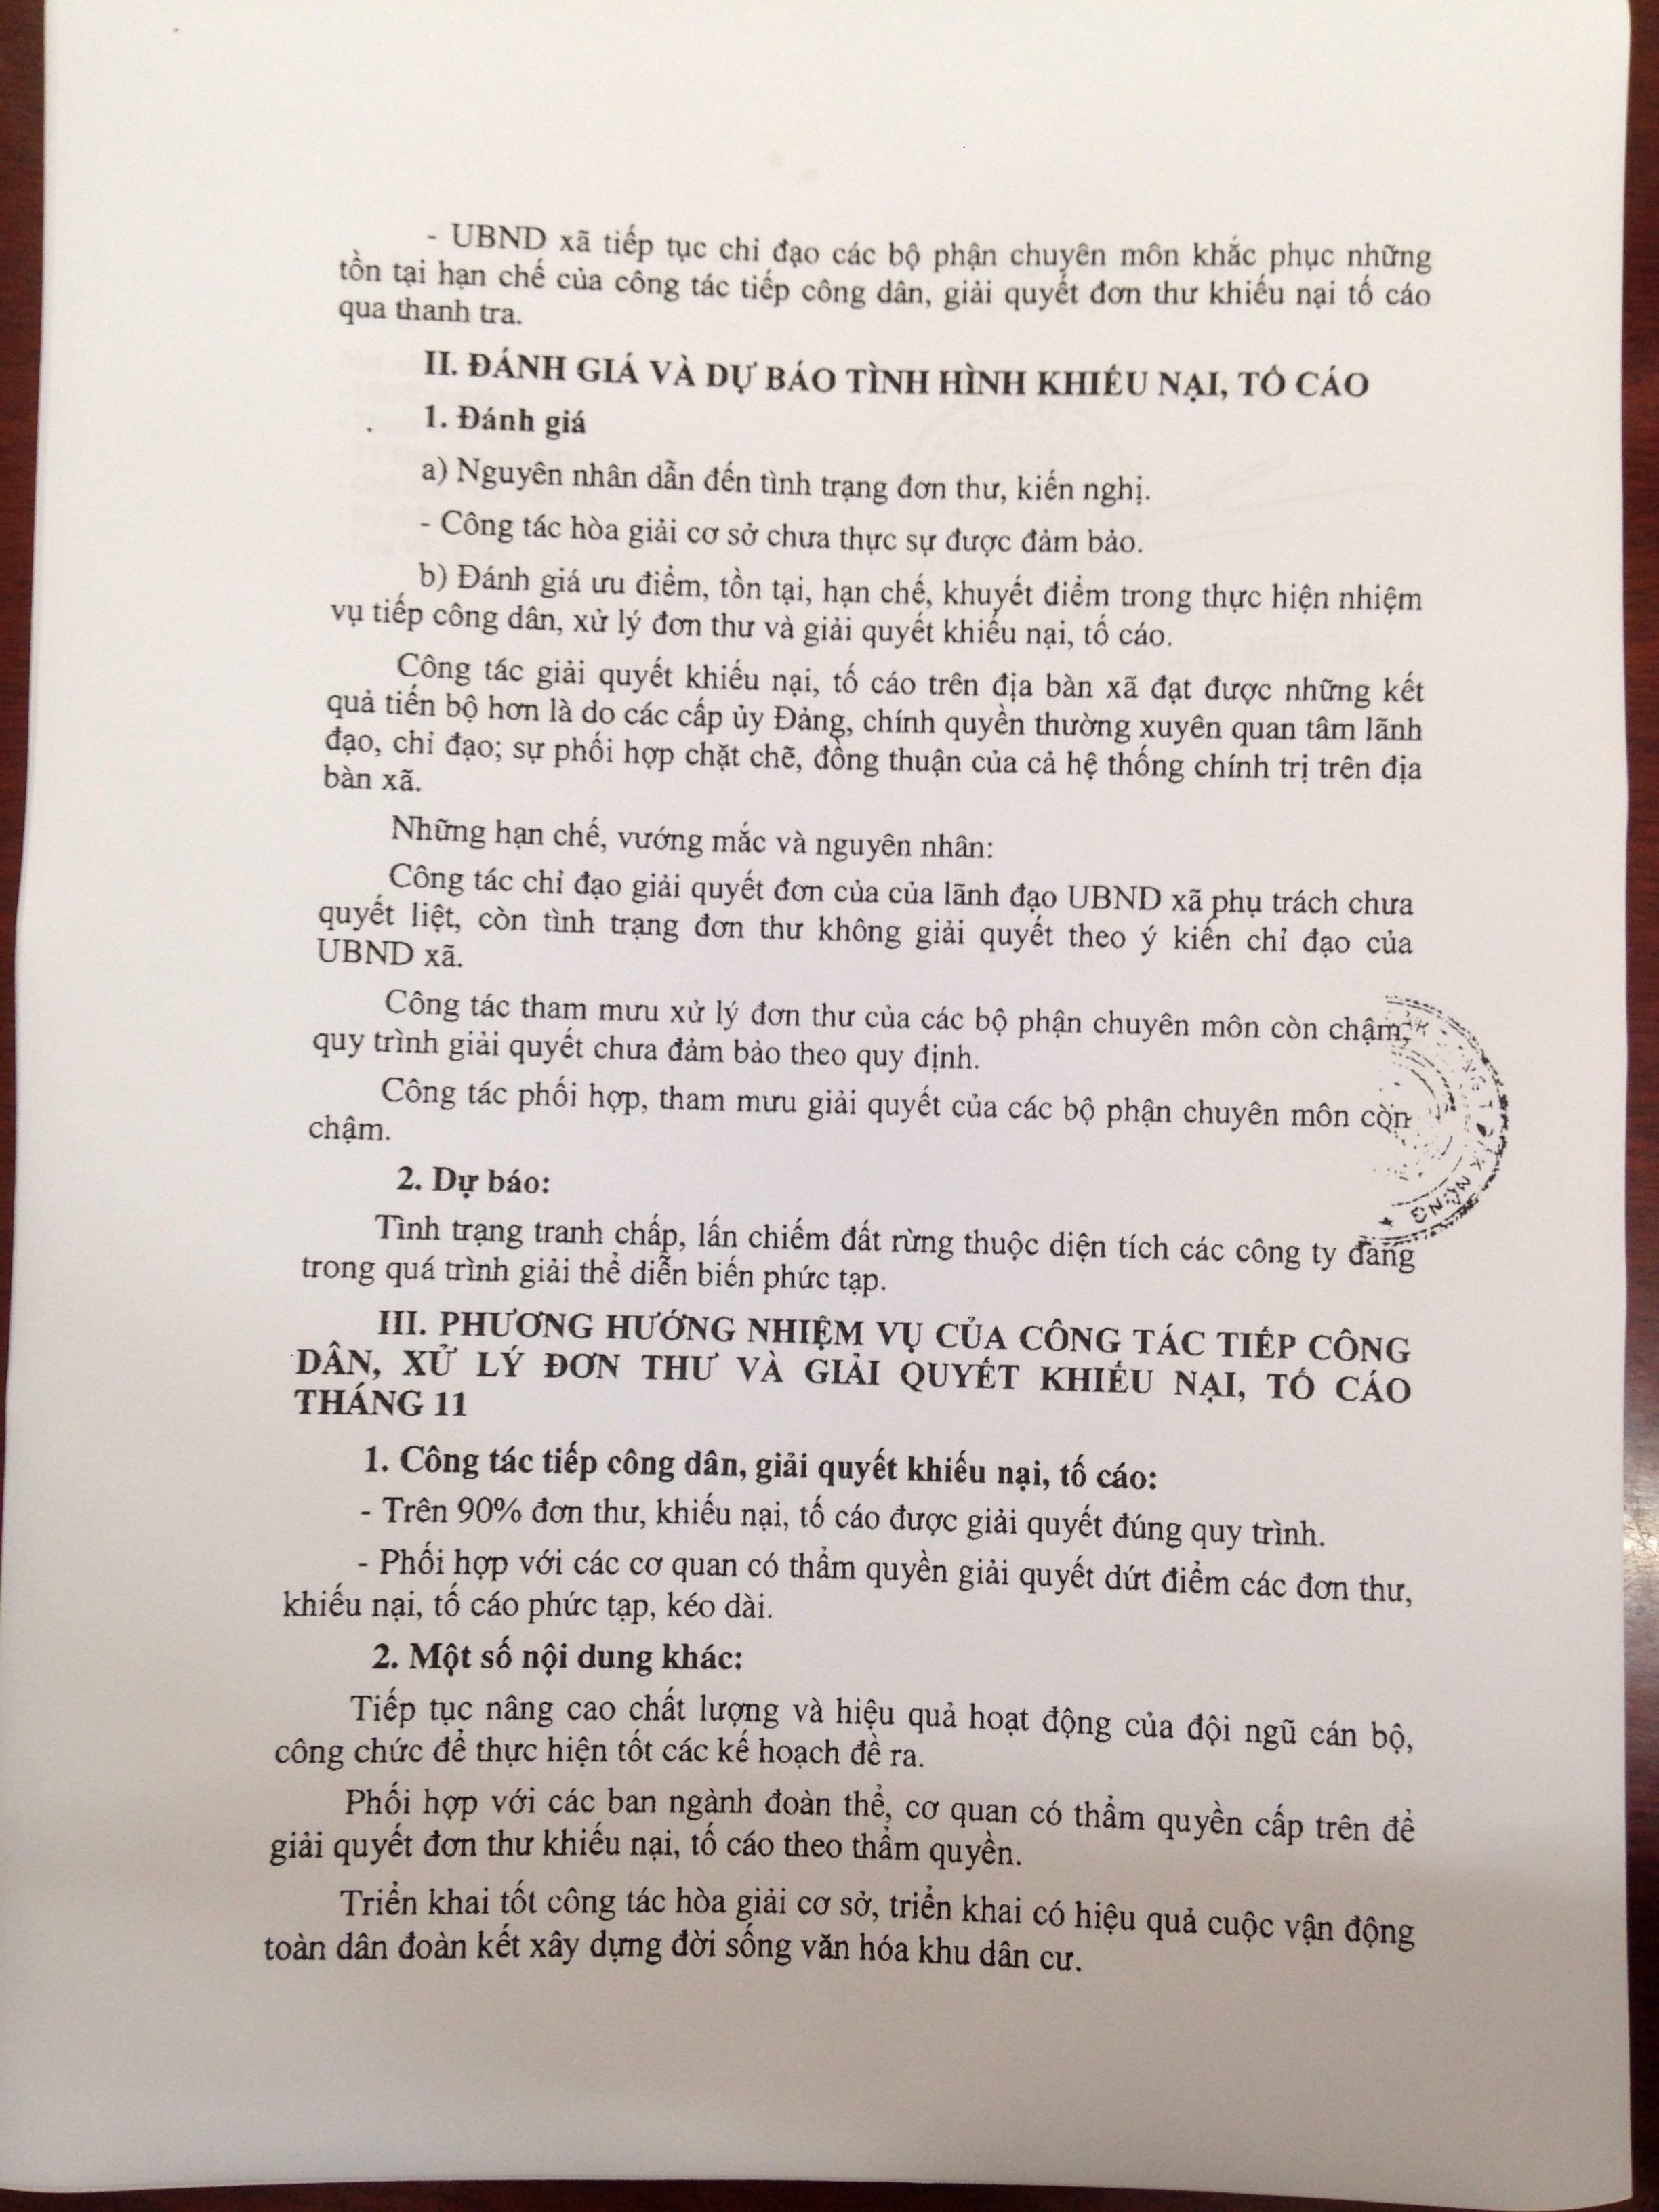 - UBND xã tiếp tục chỉ đạo các bộ phận chuyên môn khắc phục những
tồn tại hạn chế của công tác tiếp công dân, giải quyết đơn thư khiếu nại tố cáo
qua thanh tra.
II. ĐÁNH GIÁ VÀ DỰ BÁO TÌNH HÌNH KHIẾU NẠI, TỐ CÁO
1. Đánh giá
a) Nguyên nhân dẫn đến tình trạng đơn thư, kiến nghị.
- Công tác hòa giải cơ sở chưa thực sự được đảm bảo.
b) Đánh giá ưu điểm, tồn tại, hạn chế, khuyết điểm trong thực hiện nhiệm
vụ tiếp công dân, xử lý đơn thư và giải quyết khiếu nại, tố cáo.
Công tác giải quyết khiếu nại, tố cáo trên địa bàn xã đạt được những kết
quả tiến bộ hơn là do các cấp ủy Đảng, chính quyền thường xuyên quan tâm lãnh
đạo, chỉ đạo; sự phối hợp chặt chẽ, đồng thuận của cả hệ thống chính trị trên địa
bàn xã.
Những hạn chế, vướng mắc và nguyên nhân:
Công tác chỉ đạo giải quyết đơn của của lãnh đạo UBND xã phụ trách chưa
quyết liệt, còn tình trạng đơn thư không giải quyết theo ý kiến chỉ đạo của
UBND xã.
Công tác tham mưu xử lý đơn thư của các bộ phận chuyên môn còn chậm,
quy trình giải quyết chưa đảm bảo theo quy định.
Công tác phối hợp, tham mưu giải quyết của các bộ phận chuyên môn còn
chậm.
2. Dự báo:
Tình trạng tranh chấp, lấn chiếm đất rừng thuộc diện tích các công ty đang
trong quá trình giải thể diễn biến phức tạp.
III. PHƯƠNG HƯỚNG NHIỆM VỤ CỦA CÔNG TÁC TIẾP CÔNG
DÂN, XỬ LÝ ĐƠN THƯ VÀ GIẢI QUYẾT KHIẾU NẠI, TỐ CÁO
THÁNG 11
1. Công tác tiếp công dân, giải quyết khiếu nại, tố cáo:
- Trên 90% đơn thư, khiếu nại, tố cáo được giải quyết đúng quy trình.
- Phối hợp với các cơ quan có thẩm quyền giải quyết dứt điểm các đơn thư,
khiếu nại, tố cáo phức tạp, kéo dài.
2. Một số nội dung khác:
Tiếp tục nâng cao chất lượng và hiệu quả hoạt động của đội ngũ cán bộ,
công chức để thực hiện tốt các kế hoạch đề ra.
Phối hợp với các ban ngành đoàn thể, cơ quan có thẩm quyền cấp trên để
giải quyết đơn thư khiếu nại, tố cáo theo thẩm quyền.
Triển khai tốt công tác hòa giải cơ sở, triển khai có hiệu quả cuộc vận động
toàn dân đoàn kết xây dựng đời sống văn hóa khu dân cư.